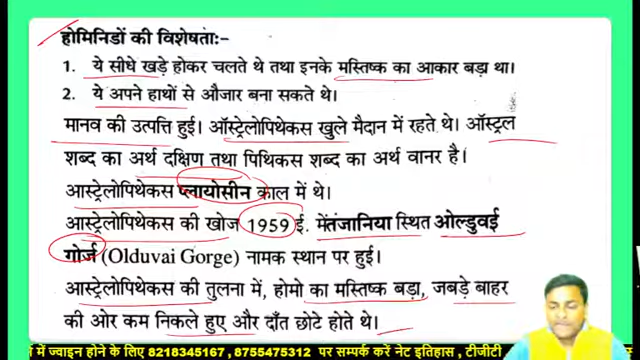 होमिनिडों की विशेषता:-
1. ये सीधे खड़े होकर चलते थे तथा इनके मस्तिष्क का आकार बड़ा था।
2. ये अपने हाथों से औजार बना सकते थे।
मानव की उत्पत्ति हुई। ऑस्ट्रेलोपिथेकस खुले मैदान में रहते थे। ऑस्ट्रल
शब्द का अर्थ दक्षिण तथा पिथिकस शब्द का अर्थ वानर है।
आस्ट्रेलोपिथेकस प्लायोसीन काल में थे।
आस्ट्रेलोपिथेकस की खोज 1959 ई. में तंजानिया स्थित ओल्डुवई
गोर्ज (Olduvai Gorge) नामक स्थान पर हुई।
आस्ट्रेलोपिथेकस की तुलना में, होमो का मस्तिष्क बड़ा, जबड़े बाहर
की ओर कम निकले हुए और दाँत छोटे होते थे।
में ज्वाइन होने के लिए 8218345167, 8755475312 पर सम्पर्क करें नेट इतिहास, टीजीटी